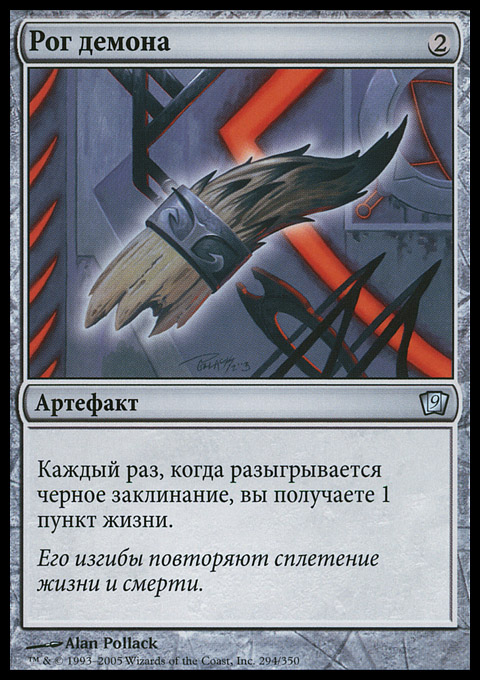 Рог демона
2
Артефакт
9
Каждый раз, когда разыгрывается
черное заклинание, вы получаете 1
пункт жизни.
Его изгибы повторяют сплетение
жизни и смерти.
Alan Pollack
™ & © 1993–2005 Wizards of the Coast, Inc. 294/350